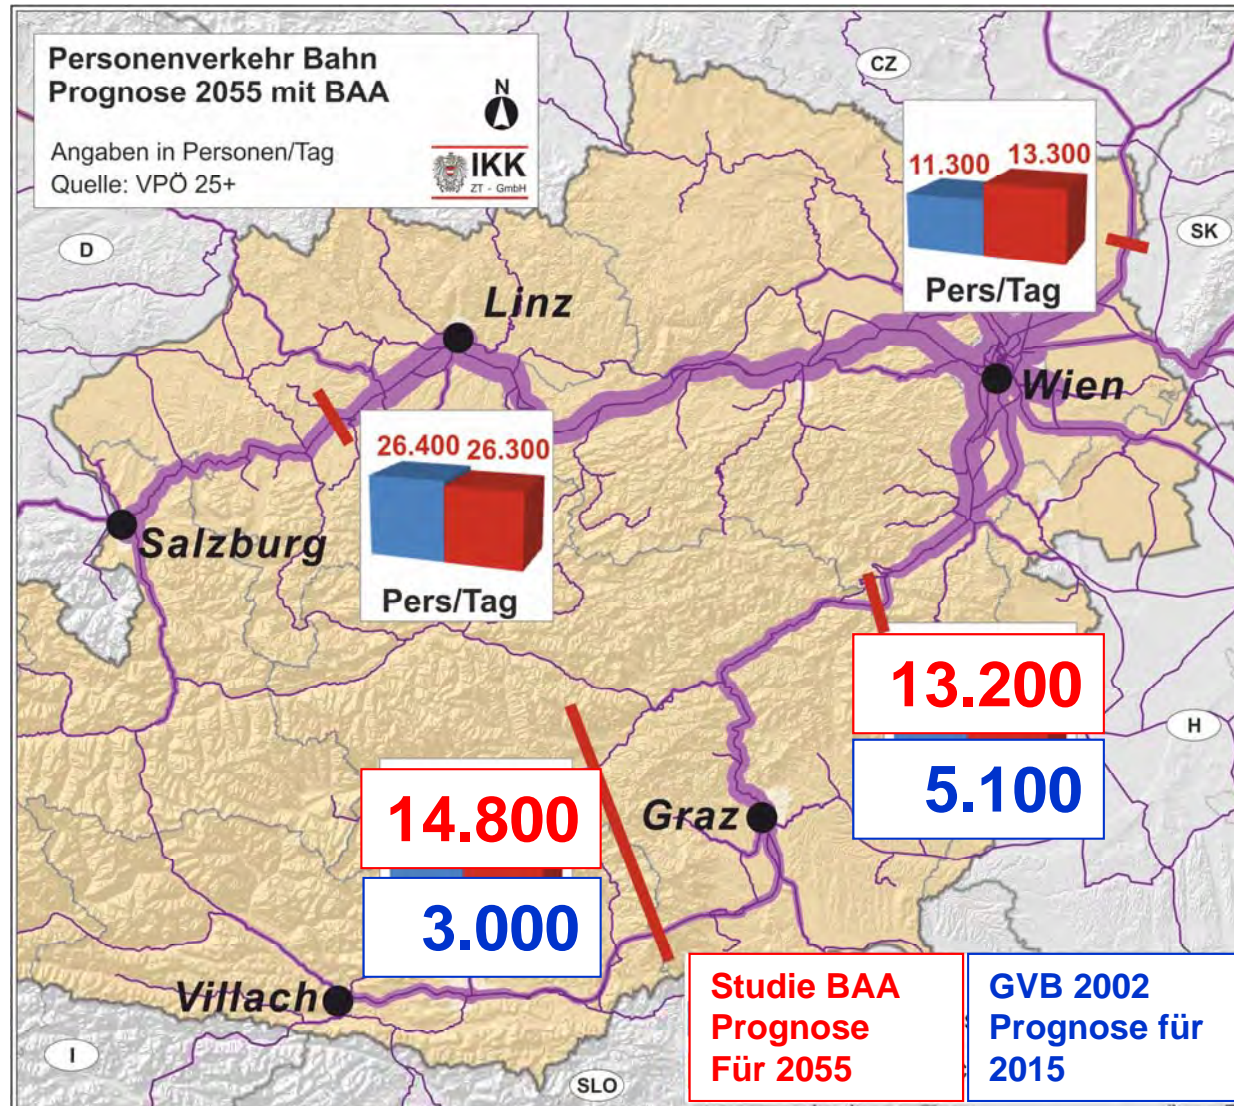 Personenverkehr Bahn
Prognose 2055 mit BAA
N
Angaben in Personen/Tag
Quelle: VPÖ 25+
IKK
ZT - GmbH
CZ
11.300 13.300
Pers/Tag
SK
D
Linz
Wien
26.400 26.300
Pers/Tag
Salzburg
13.200
5.100
H
14.800
3.000
Graz
Villach
I
SLO
Studie BAA
Prognose
Für 2055
GVB 2002
Prognose für
2015